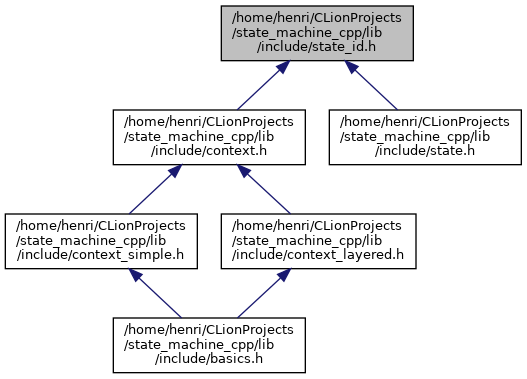 /home/henri/CLionProjects
/state_machine_cpp/lib
/include/state_id.h
/home/henri/CLionProjects
/state_machine_cpp/lib
/include/context.h
/home/henri/CLionProjects
/state_machine_cpp/lib
/include/state.h
/home/henri/CLionProjects
/state_machine_cpp/lib
/include/context_simple.h
/home/henri/CLionProjects
/state_machine_cpp/lib
/include/context_layered.h
/home/henri/CLionProjects
/state_machine_cpp/lib
/include/basics.h